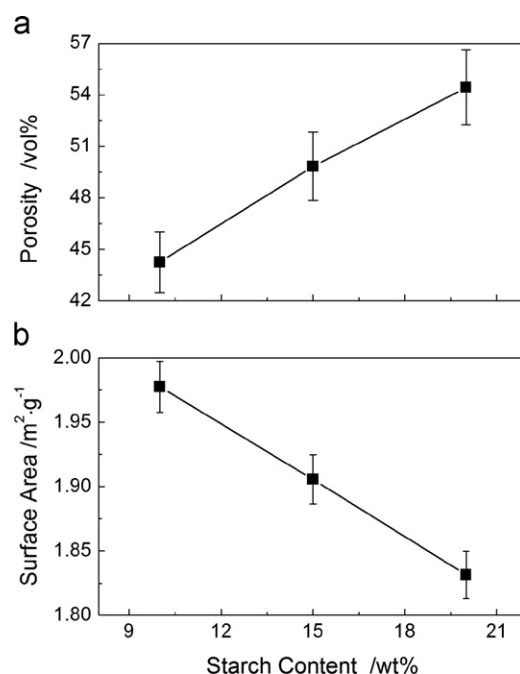 a
57
54
51
48
45
42
Porosity /vol%
b
2.00
1.95
1.90
1.85
1.80
Surface Area /m²·g⁻¹
9 12 15 18 21
Starch Content /wt%